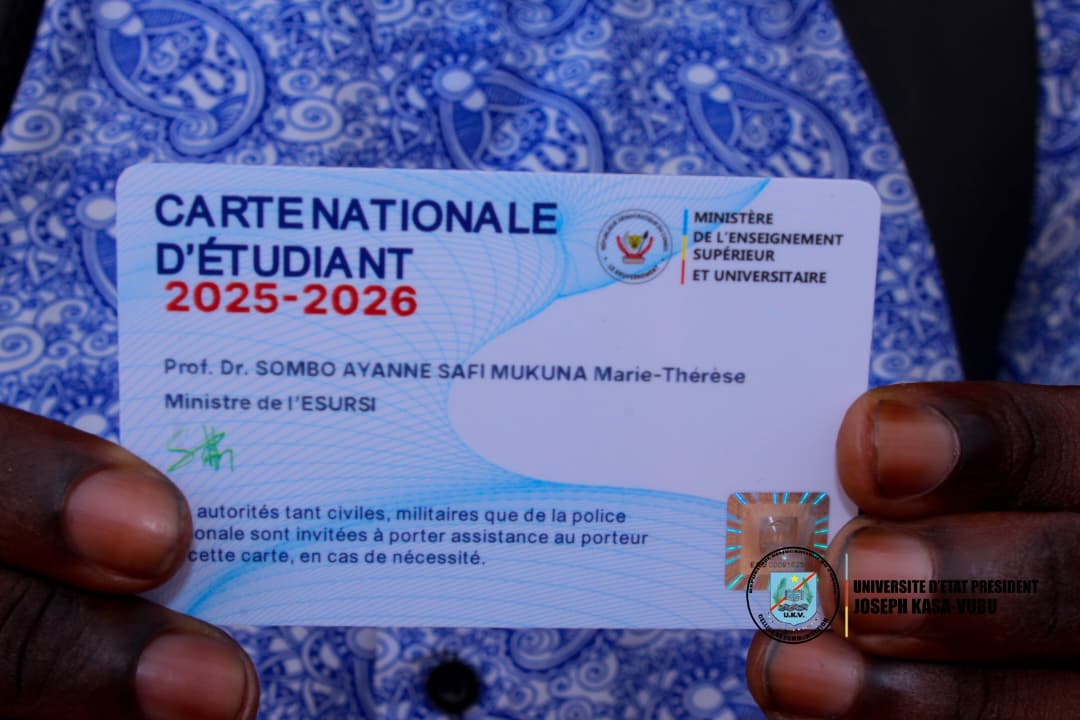 CARTE NATIONALE
D'ÉTUDIANT
2025-2026
MINISTÈRE
DE L'ENSEIGNEMENT
SUPÉRIEUR
ET UNIVERSITAIRE
Prof. Dr. SOMBO AYANNE SAFI MUKUNA Marie-Thérèse
Ministre de l'ESURSI
autorités tant civiles, militaires que de la police
onale sont invitées à porter assistance au porteur
cette carte, en cas de nécessité.
U.K.V.
UNIVERSITE D'ETAT PRESIDENT
JOSEPH KASA-VUBU